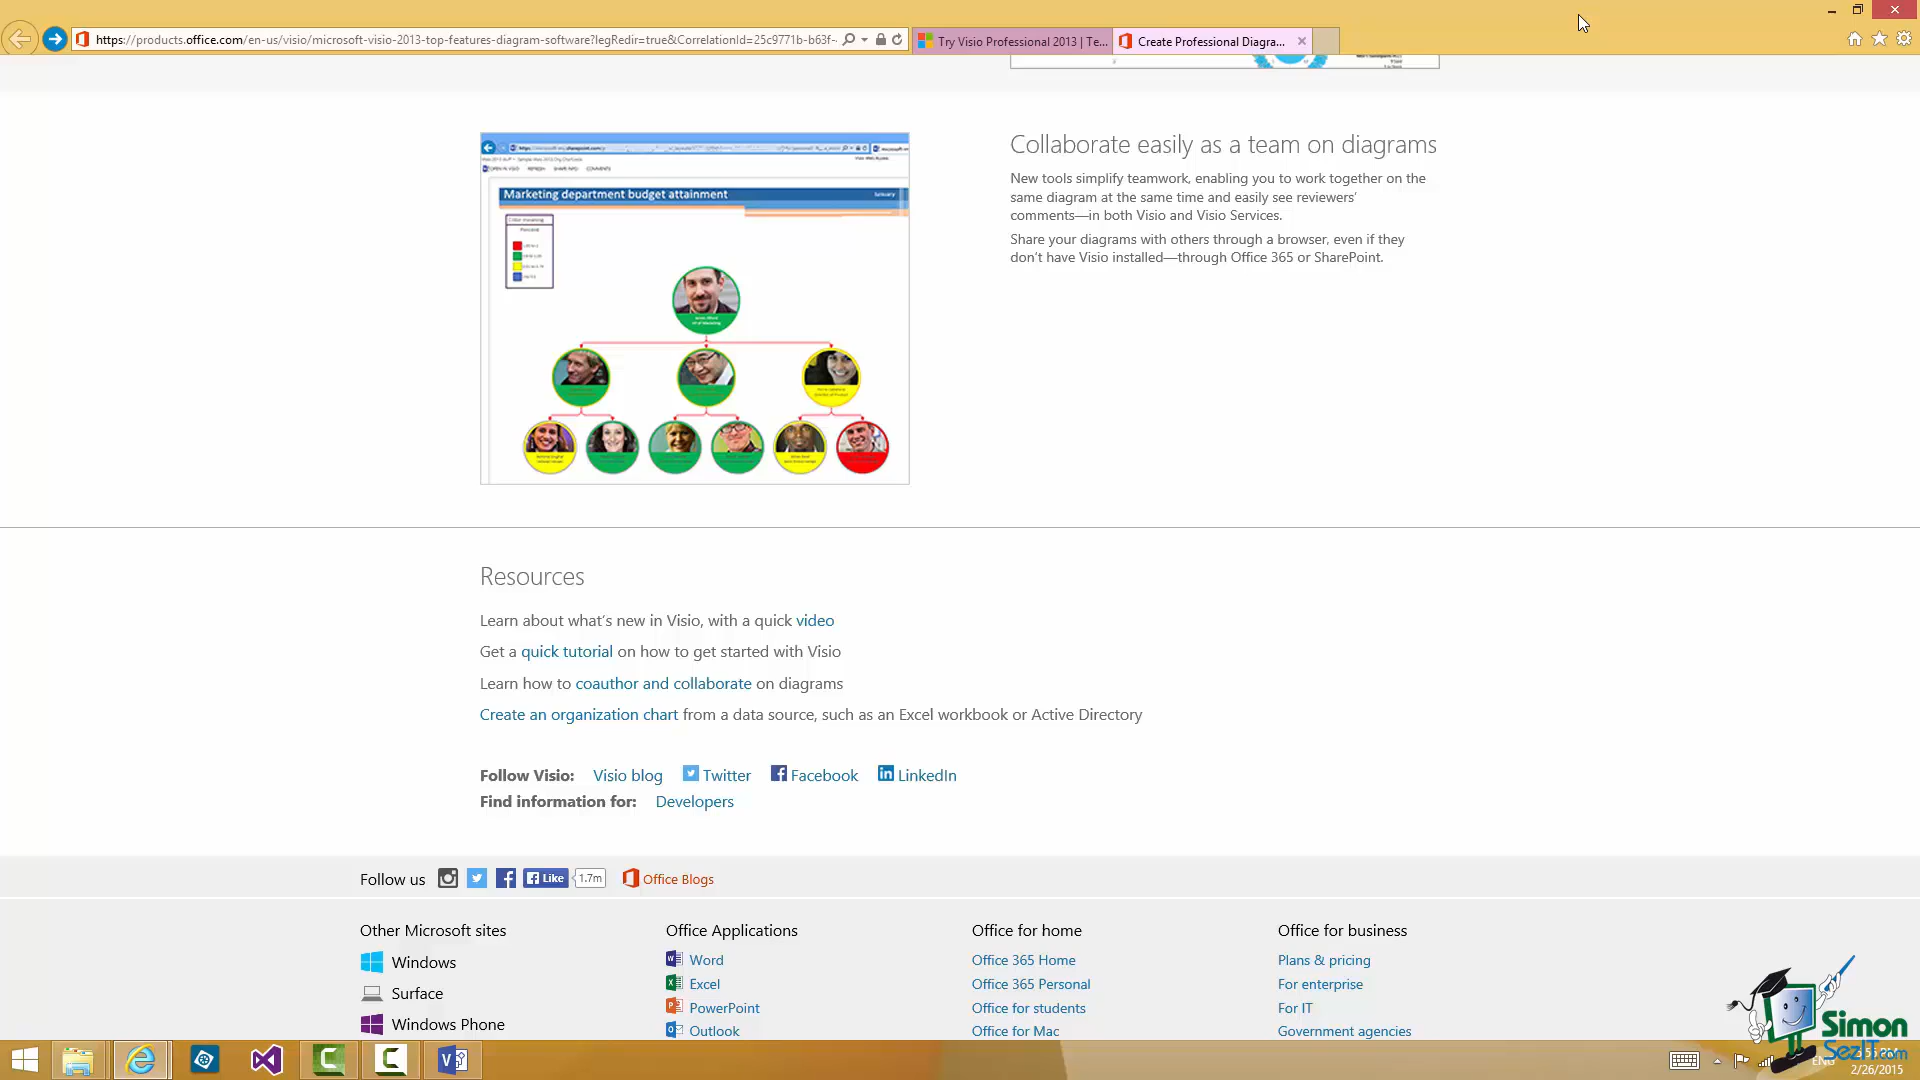 https://products.office.com/en-us/visio/microsoft-visio-2013-top-features-diagram-software?legRedir=true&CorrelationId=25c9771b-b63f-
Try Visio Professional 2013 | Te...
Create Professional Diagra...
Marketing department budget attainment
January
OPEN IN VISIO
REFRESH
SHARE INFO
COMMENTS
Collaborate easily as a team on diagrams
New tools simplify teamwork, enabling you to work together on the
same diagram at the same time and easily see reviewers'
comments—in both Visio and Visio Services.
Share your diagrams with others through a browser, even if they
don't have Visio installed—through Office 365 or SharePoint.
Resources
Learn about what's new in Visio, with a quick video
Get a quick tutorial on how to get started with Visio
Learn how to coauthor and collaborate on diagrams
Create an organization chart from a data source, such as an Excel workbook or Active Directory
Follow Visio: Visio blog Twitter Facebook LinkedIn
Find information for: Developers
Follow us Like 1.7m Office Blogs
Other Microsoft sites
Windows
Surface
Windows Phone
Office Applications
Word
Excel
PowerPoint
Outlook
Office for home
Office 365 Home
Office 365 Personal
Office for students
Office for Mac
Office for business
Plans & pricing
For enterprise
For IT
Government agencies
Simon
SezIT.com
ENG
2/26/2015